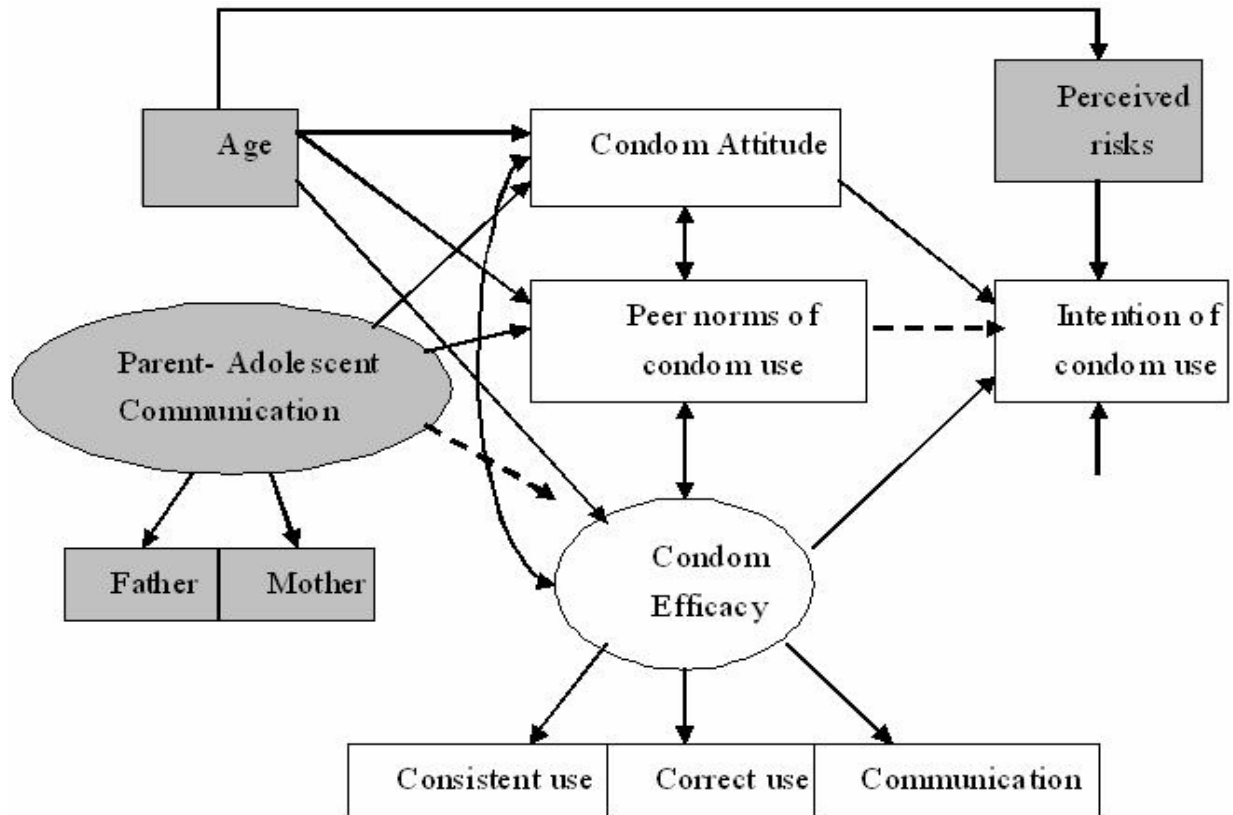 Perceived
risks
Age
Condom Attitude
Peer norms of
condom use
Intention of
condom use
Parent- Adolescent
Communication
Father
Mother
Condom
Efficacy
Consistent use
Correct use
Communication